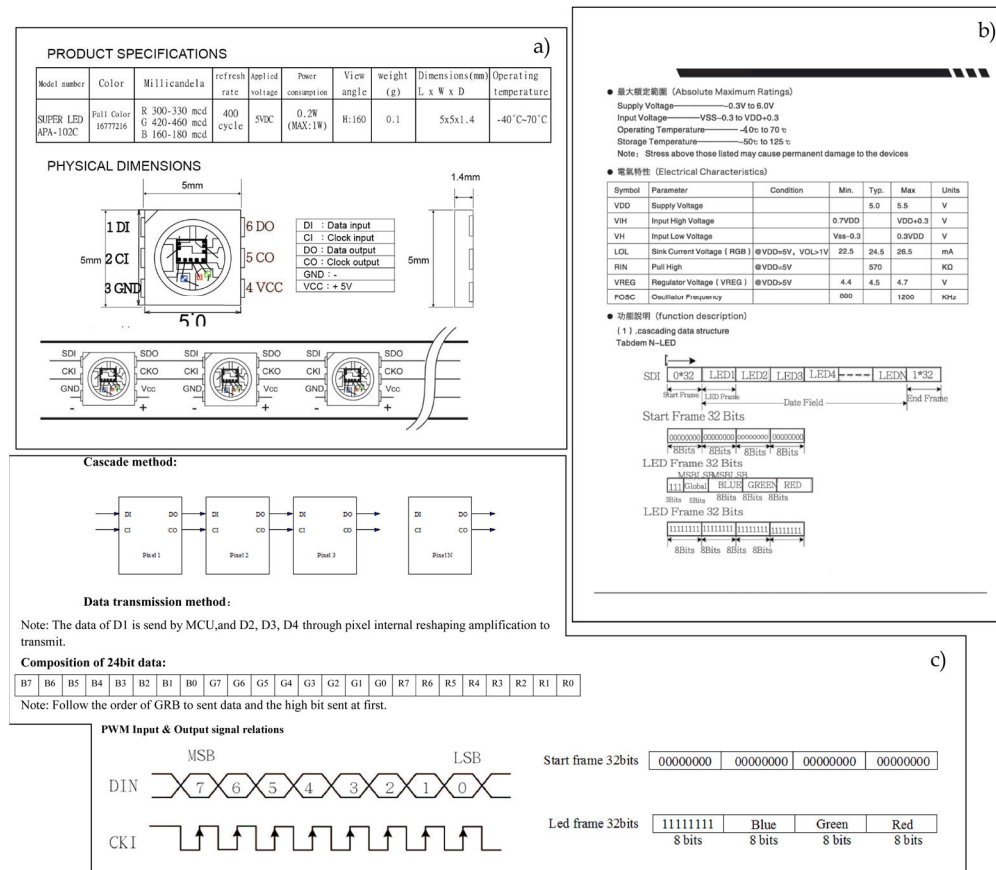 a)
PRODUCT SPECIFICATIONS
Model number Color Millicandela refresh rate Applied voltage Power consumption View angle weight (g) Dimensions(mm) L x W x D Operating temperature
SUPER LED APA-102C Full Color 16777216 R 300-330 mcd G 420-460 mcd B 160-180 mcd 400 cycle 5VDC 0.2W (MAX:1W) H:160 0.1 5x5x1.4 -40℃~70℃
PHYSICAL DIMENSIONS
5mm
1.4mm
1 DI
6 DO
5mm
2 CI
5 CO
5mm
3 GND
4 VCC
DI : Data input
CI : Clock input
DO : Data output
CO : Clock output
GND : -
VCC : + 5V
5.0
SDI SDO SDI SDO SDI SDO
CKI CKO CKI CKO CKI CKO
GND Vcc GND Vcc GND Vcc
- + - + - +
b)
● 最大額定範圍 (Absolute Maximum Ratings)
Supply Voltage -0.3V to 6.0V
Input Voltage VSS-0.3 to VDD+0.3
Operating Temperature -40℃ to 70℃
Storage Temperature -50℃ to 125℃
Note: Stress above those listed may cause permanent damage to the devices
● 電氣特性 (Electrical Characteristics)
Symbol Parameter Condition Min. Typ. Max Units
VDD Supply Voltage 5.0 5.5 V
VIH Input High Voltage 0.7VDD VDD+0.3 V
VH Input Low Voltage Vss-0.3 0.3VDD V
LOL Sink Current Voltage (RGB) @VDD=5V, VOL>1V 22.5 24.5 26.5 mA
RIN Pull High @VDD=5V 570 KΩ
VREG Regulator Voltage (VREG) @VDD>5V 4.4 4.5 4.7 V
FOSC Oscillator Frequency 800 1200 KHz
● 功能說明 (function description)
(1).cascading data structure
Tabdem N-LED
SDI 0*32 LED1 LED2 LED3 LED4 LEDN 1*32
Start Frame LED Frame Date Field End Frame
Start Frame 32 Bits
00000000 00000000 00000000 00000000
8Bits 8Bits 8Bits 8Bits
LED Frame 32 Bits
MSBLSBMSBLSB
111 Global BLUE GREEN RED
3Bits 5Bits 8Bits 8Bits 8Bits
LED Frame 32 Bits
11111111 11111111 11111111 11111111
8Bits 8Bits 8Bits 8Bits
Cascade method:
DI DO DI DO DI DO DI DO
CI CO CI CO CI CO CI CO
Pixel 1 Pixel 2 Pixel 3 Pixel N
Data transmission method:
Note: The data of D1 is send by MCU,and D2, D3, D4 through pixel internal reshaping amplification to
transmit.
c)
Composition of 24bit data:
B7 B6 B5 B4 B3 B2 B1 B0 G7 G6 G5 G4 G3 G2 G1 G0 R7 R6 R5 R4 R3 R2 R1 R0
Note: Follow the order of GRB to sent data and the high bit sent at first.
PWM Input & Output signal relations
MSB LSB
DIN 7 6 5 4 3 2 1 0
CKI
Start frame 32bits 00000000 00000000 00000000 00000000
Led frame 32bits 11111111 Blue Green Red
8 bits 8 bits 8 bits 8 bits